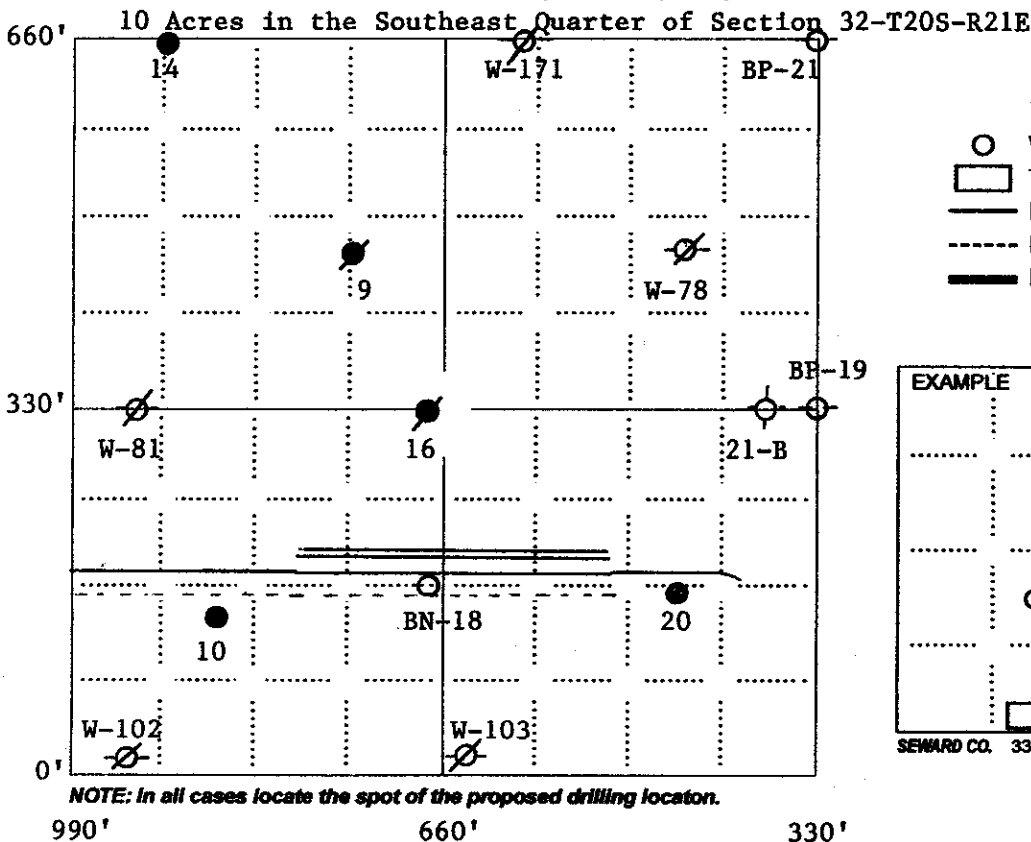 10 Acres in the Southeast Quarter of Section 32-T20S-R21E
660'
14
W-171
BP-21
9
W-78
BP-19
EXAMPLE
330'
W-81
16
21-B
BN-18
20
10
W-102
W-103
0'
SEWARD CO. 33
NOTE: In all cases locate the spot of the proposed drilling locaton.
990' 660' 330'